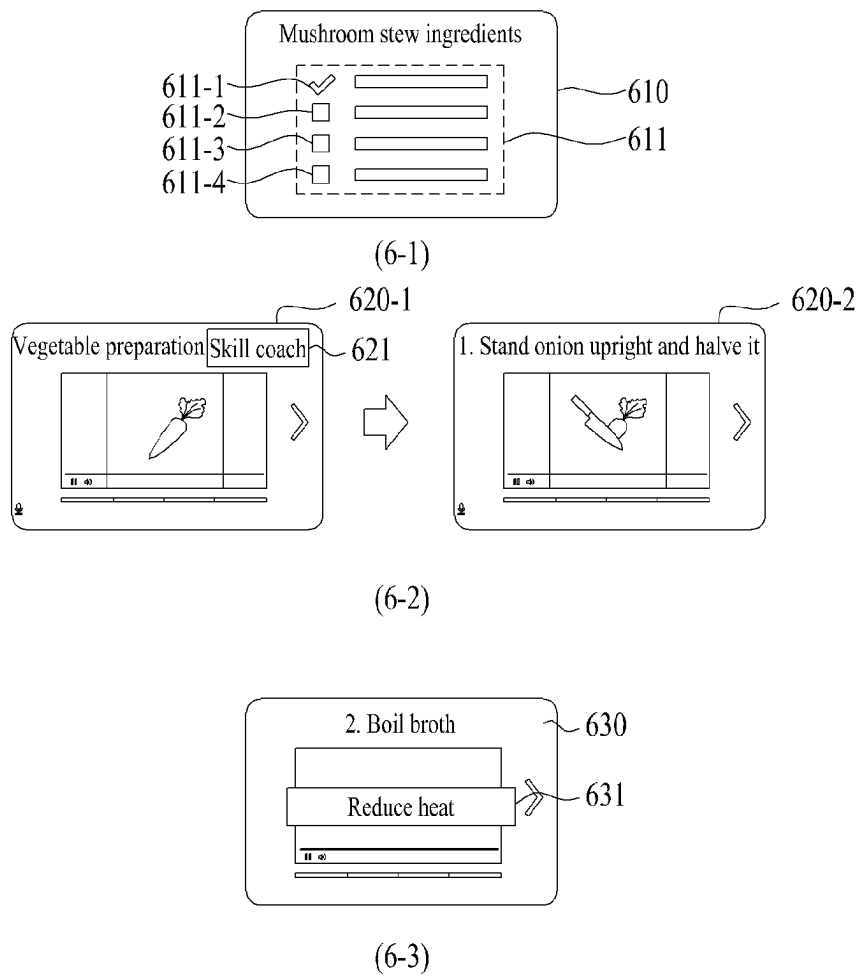 Mushroom stew ingredients
611-1
611-2
611-3
611-4
610
611
(6-1)
620-1
620-2
Vegetable preparation
Skill coach
621
1. Stand onion upright and halve it
(6-2)
2. Boil broth
630
Reduce heat
631
(6-3)